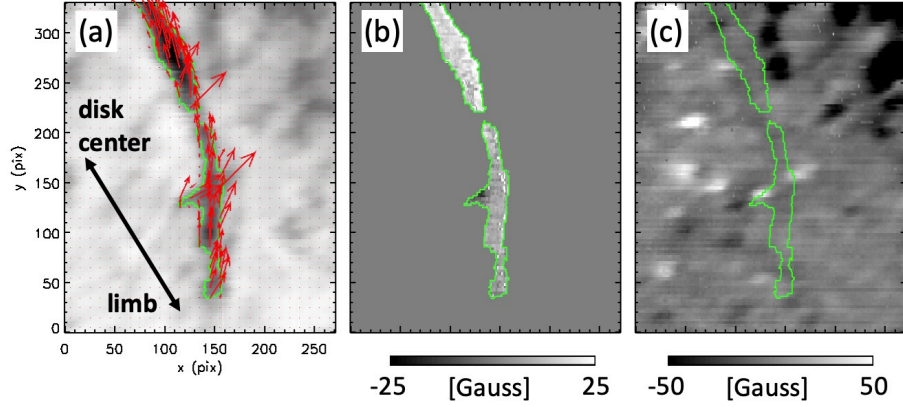 (a)
(b)
(c)
300
250
200
150
100
50
0
y (pix)
disk
center
limb
0 50 100 150 200 250
x (pix)
-25 [Gauss] 25
-50 [Gauss] 50